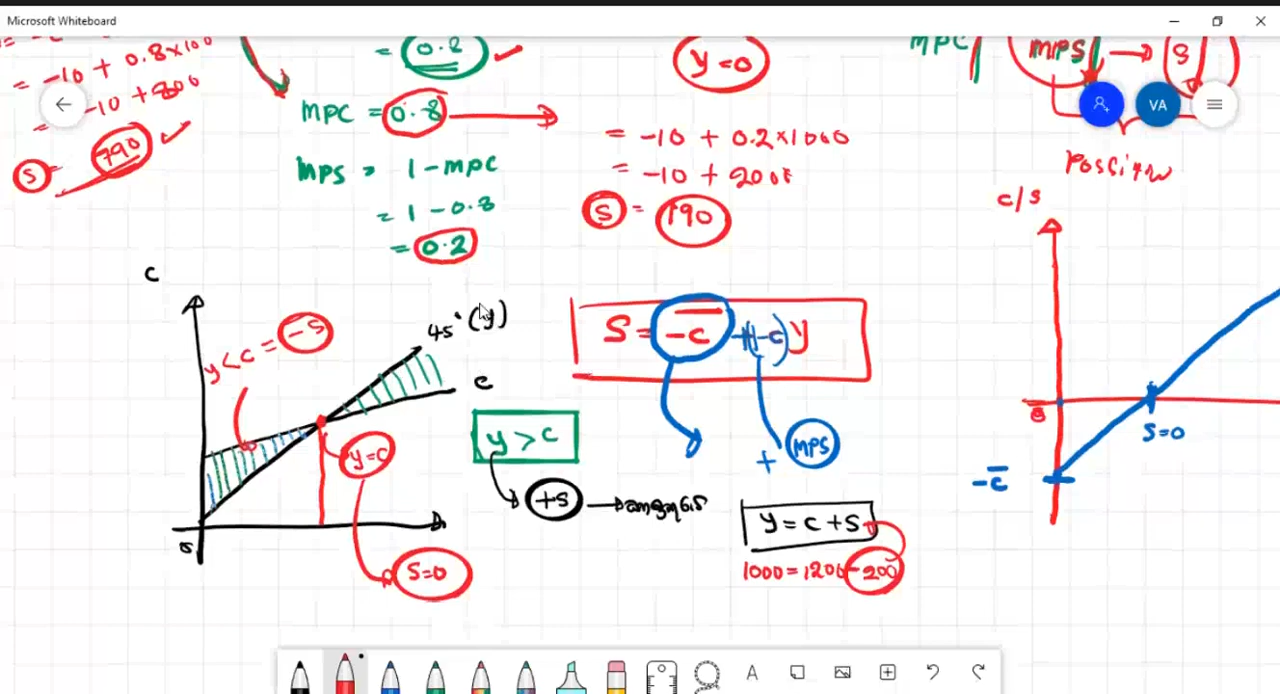 Microsoft Whiteboard
= -10 + 0.8×100
= -10 + 800
S = 790
= 0.2
MPC = 0.8
MPS = 1 - MPC
= 1 - 0.8
= 0.2
Y = 0
= -10 + 0.2×1000
= -10 + 200
S = 190
MPC
MPS → S
VA
Positive
C/S
C
Y < C = -S
45° (Y)
C
Y = C
S = 0
0
S = -C̅ + (1-C) Y
Y > C
+S
+ MPS
Y = C + S
1000 = 1200 - 200
0
S = 0
-C̅
A